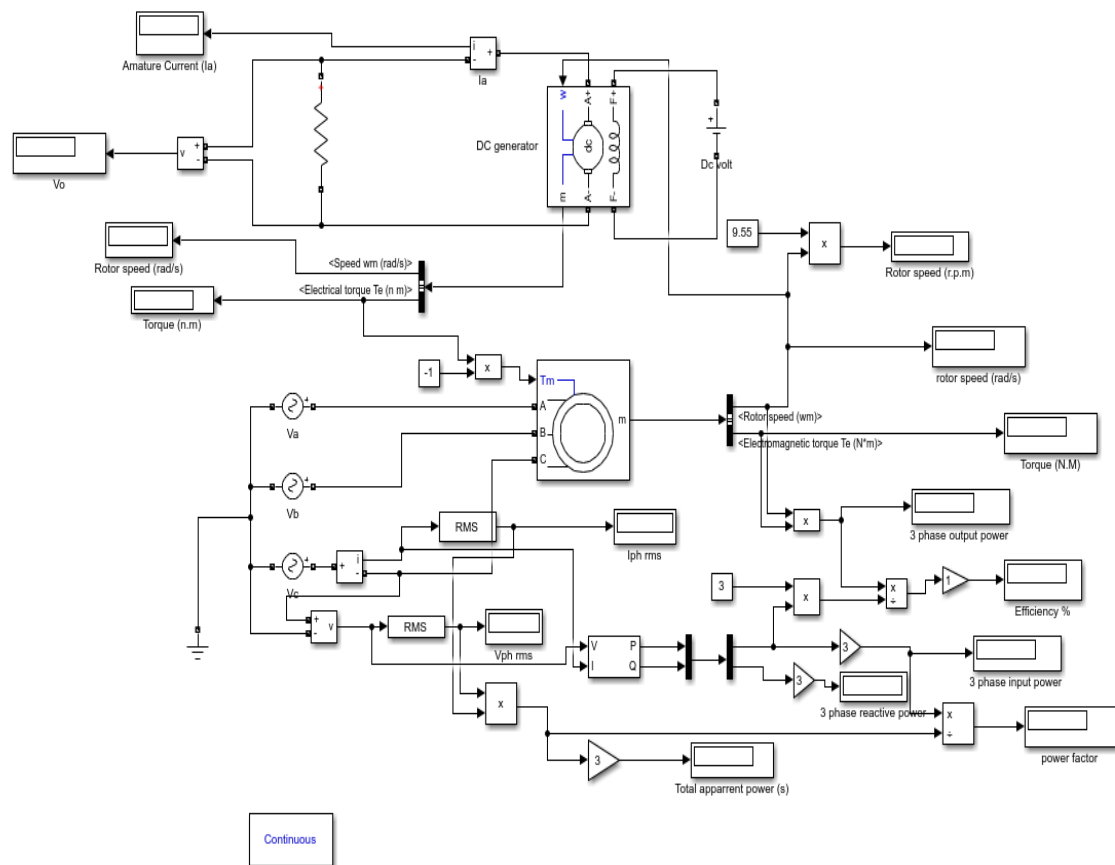 Amature Current (Ia)
i
-
+
Ia
+
w
A+
F+
DC generator
dc
m
A-
F-
+
Dc volt
v
+
-
Vo
9.55
x
Rotor speed (r.p.m)
Rotor speed (rad/s)
<Speed wm (rad/s)>
<Electrical torque Te (n m)>
Torque (n.m)
-1
x
Tm
A
B
C
m
rotor speed (rad/s)
<Rotor speed (wm)>
<Electromagnetic torque Te (N*m)>
Torque (N.M)
+
Va
+
Vb
+
Vc
+
i
-
RMS
Iph rms
x
3 phase output power
3
x
x
÷
1
Efficiency %
+
-
v
RMS
Vph rms
V
I
P
Q
3
3 phase input power
3
3 phase reactive power
x
x
÷
power factor
3
Total apparrent power (s)
Continuous